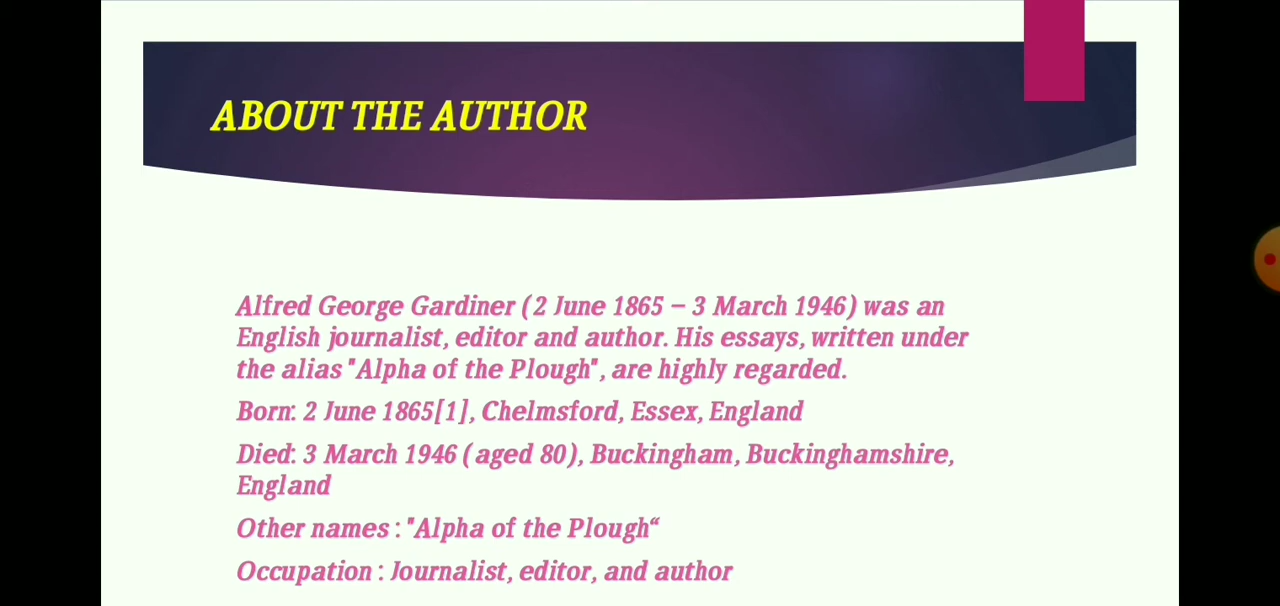 ABOUT THE AUTHOR
Alfred George Gardiner (2 June 1865 – 3 March 1946) was an
English journalist, editor and author. His essays, written under
the alias "Alpha of the Plough", are highly regarded.
Born: 2 June 1865[1], Chelmsford, Essex, England
Died: 3 March 1946 (aged 80), Buckingham, Buckinghamshire,
England
Other names : "Alpha of the Plough“
Occupation : Journalist, editor, and author